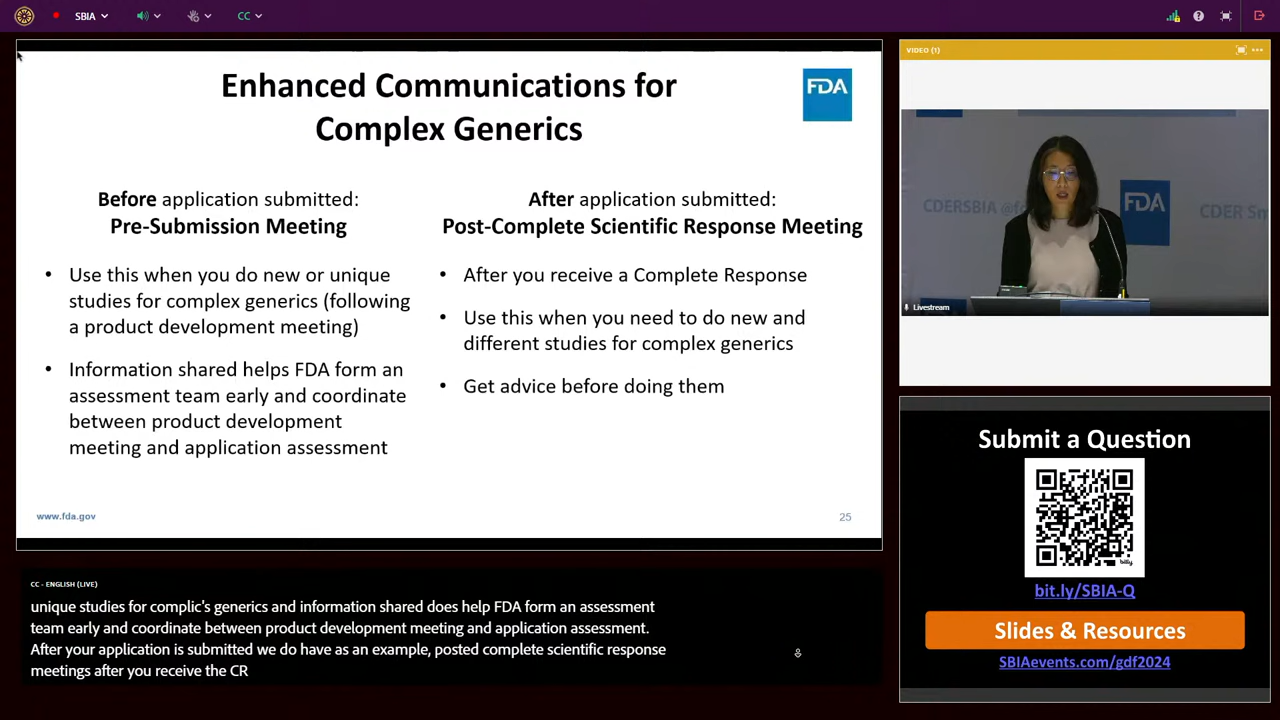 SBIA
CC
Enhanced Communications for
Complex Generics
FDA
Before application submitted:
Pre-Submission Meeting
• Use this when you do new or unique
studies for complex generics (following
a product development meeting)
• Information shared helps FDA form an
assessment team early and coordinate
between product development
meeting and application assessment
After application submitted:
Post-Complete Scientific Response Meeting
• After you receive a Complete Response
• Use this when you need to do new and
different studies for complex generics
• Get advice before doing them
www.fda.gov
25
CC - ENGLISH (LIVE)
unique studies for complic's generics and information shared does help FDA form an assessment
team early and coordinate between product development meeting and application assessment.
After your application is submitted we do have as an example, posted complete scientific response
meetings after you receive the CR
VIDEO (1)
CDERSBIA
FDA
CDER
Livestream
Submit a Question
bitly
bit.ly/SBIA-Q
Slides & Resources
SBIAevents.com/gdf2024